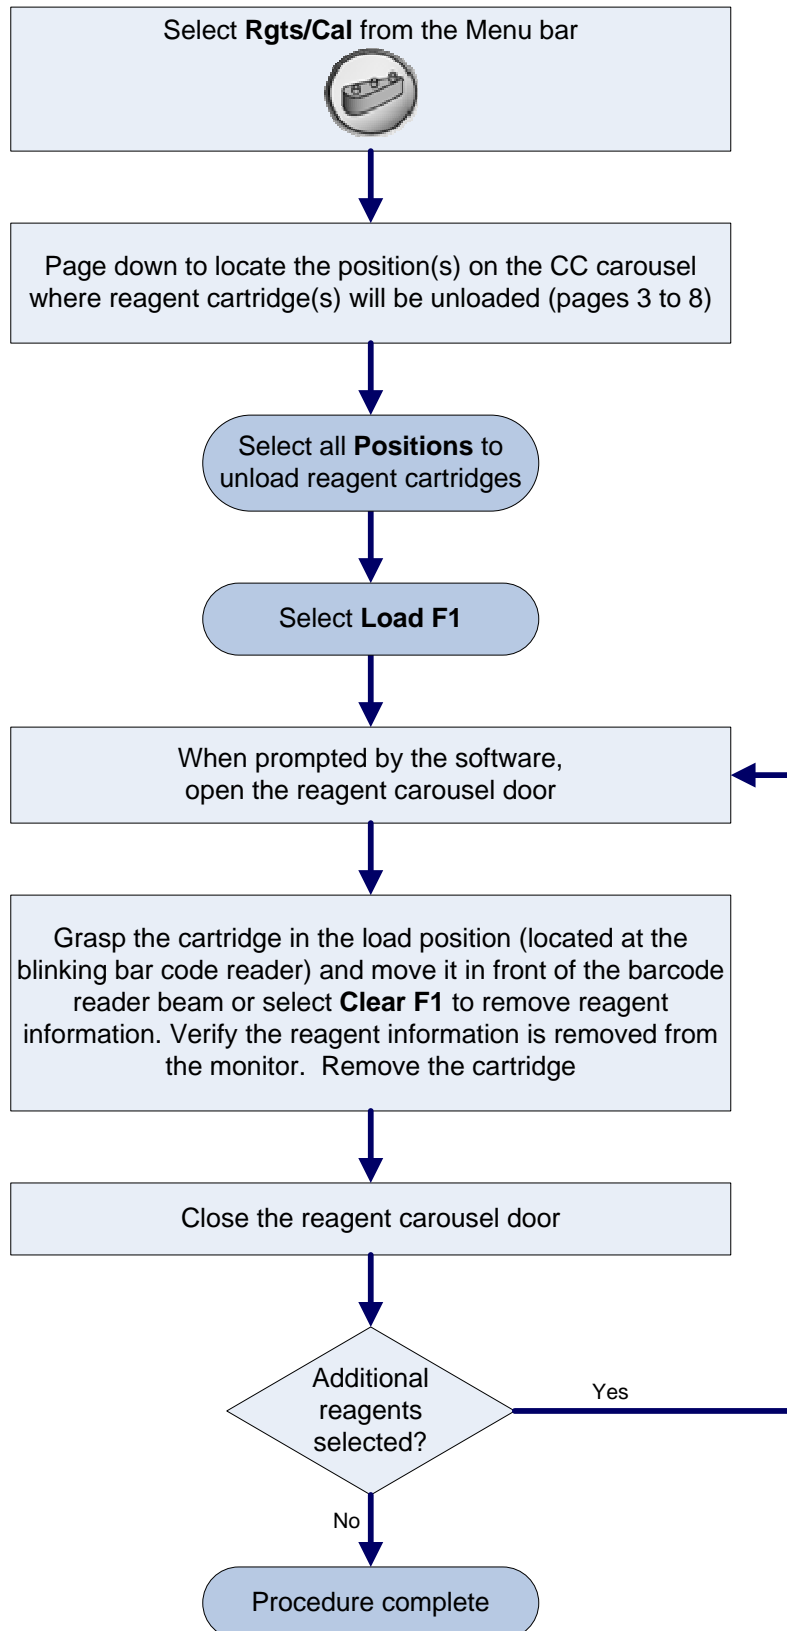 Select Rgts/Cal from the Menu bar
Page down to locate the position(s) on the CC carousel
where reagent cartridge(s) will be unloaded (pages 3 to 8)
Select all Positions to
unload reagent cartridges
Select Load F1
When prompted by the software,
open the reagent carousel door
Grasp the cartridge in the load position (located at the
blinking bar code reader) and move it in front of the barcode
reader beam or select Clear F1 to remove reagent
information. Verify the reagent information is removed from
the monitor.  Remove the cartridge
Close the reagent carousel door
Additional
reagents
selected?
Yes
No
Procedure complete